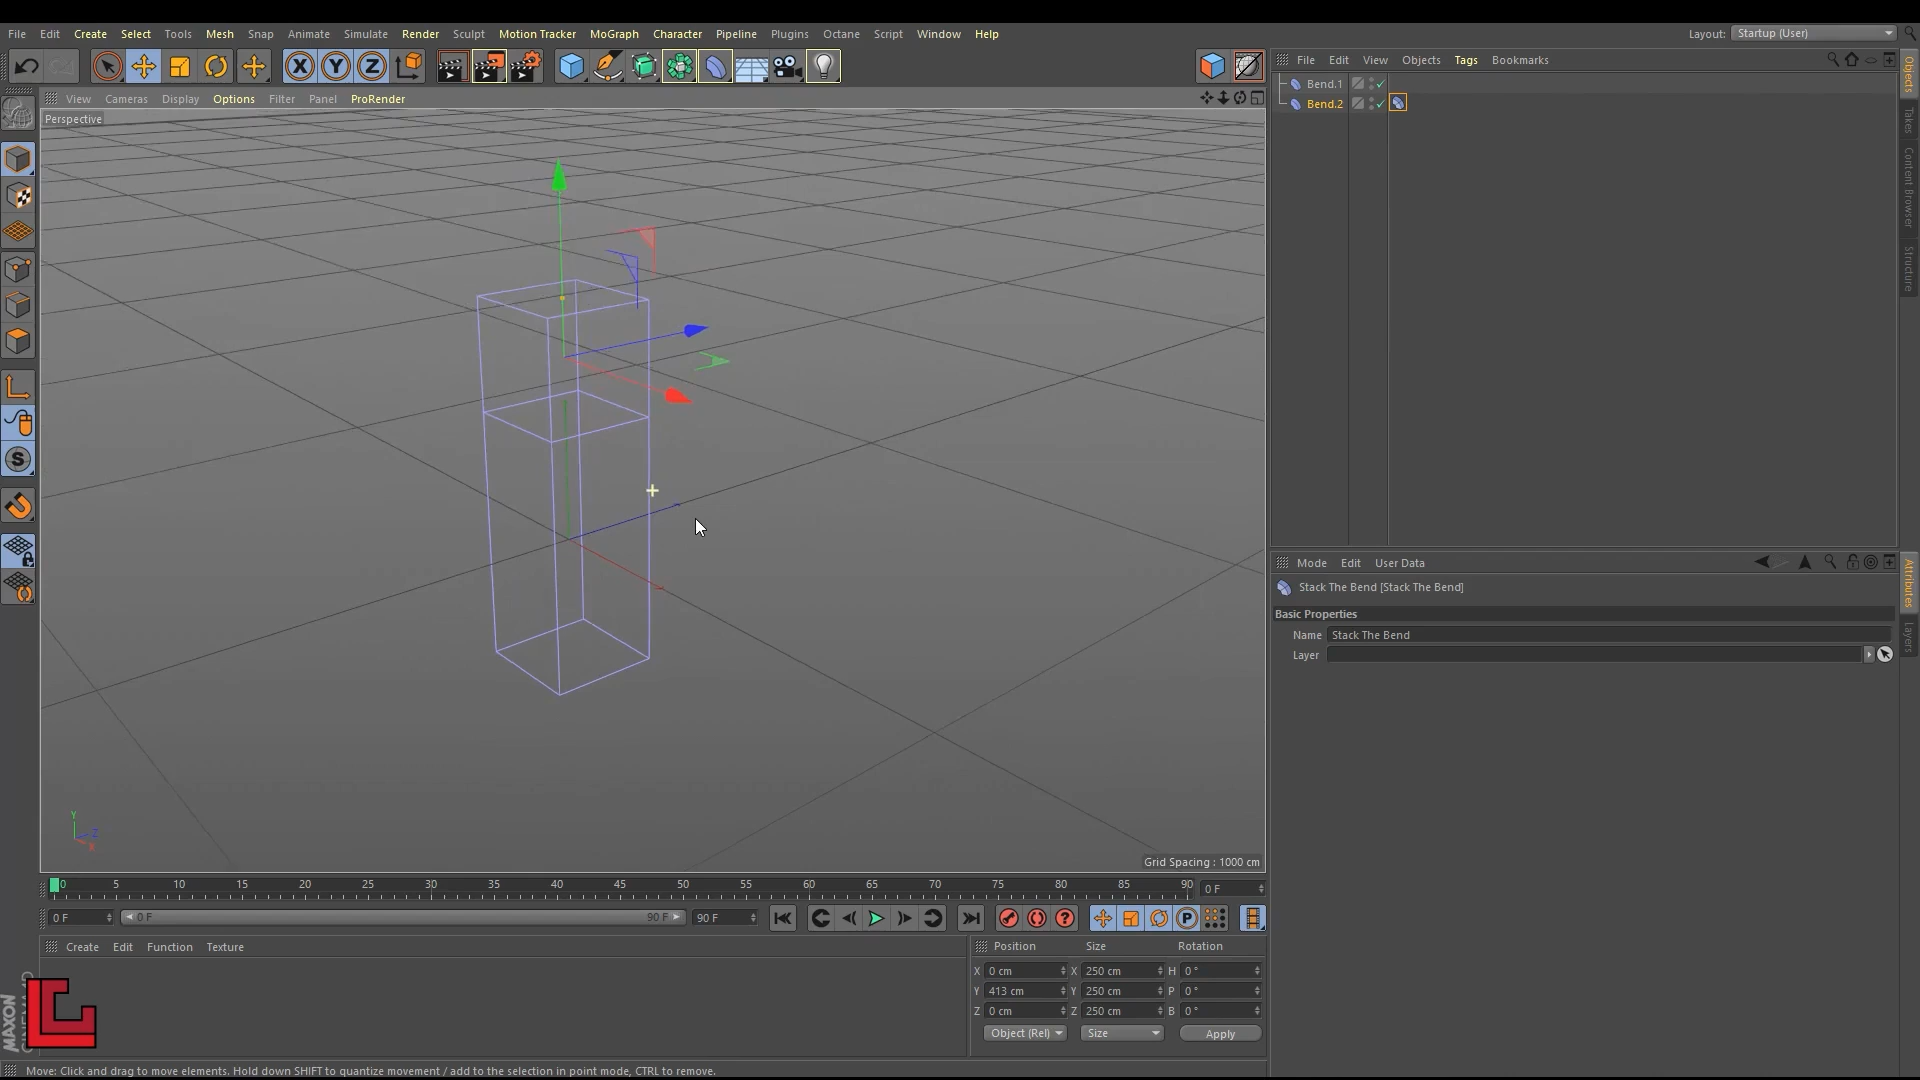 File Edit Create Select Tools Mesh Snap Animate Simulate Render Sculpt Motion Tracker MoGraph Character Pipeline Plugins Octane Script Window Help Layout: Startup (User)
File Edit View Objects Tags Bookmarks
Bend.1
Bend.2
View Cameras Display Options Filter Panel ProRender
Perspective
Y
Z
X
Grid Spacing : 1000 cm
Objects
Takes
Content Browser
Structure
Mode Edit User Data
Stack The Bend [Stack The Bend]
Basic Properties
Name Stack The Bend
Layer
Attributes
Layers
0 5 10 15 20 25 30 35 40 45 50 55 60 65 70 75 80 85 90 0 F
0 F 0 F 90 F 90 F
Create Edit Function Texture
Position Size Rotation
X 0 cm X 250 cm H 0 °
Y 413 cm Y 250 cm P 0 °
Z 0 cm Z 250 cm B 0 °
Object (Rel) Size Apply
MAXON
Move: Click and drag to move elements. Hold down SHIFT to quantize movement / add to the selection in point mode, CTRL to remove.